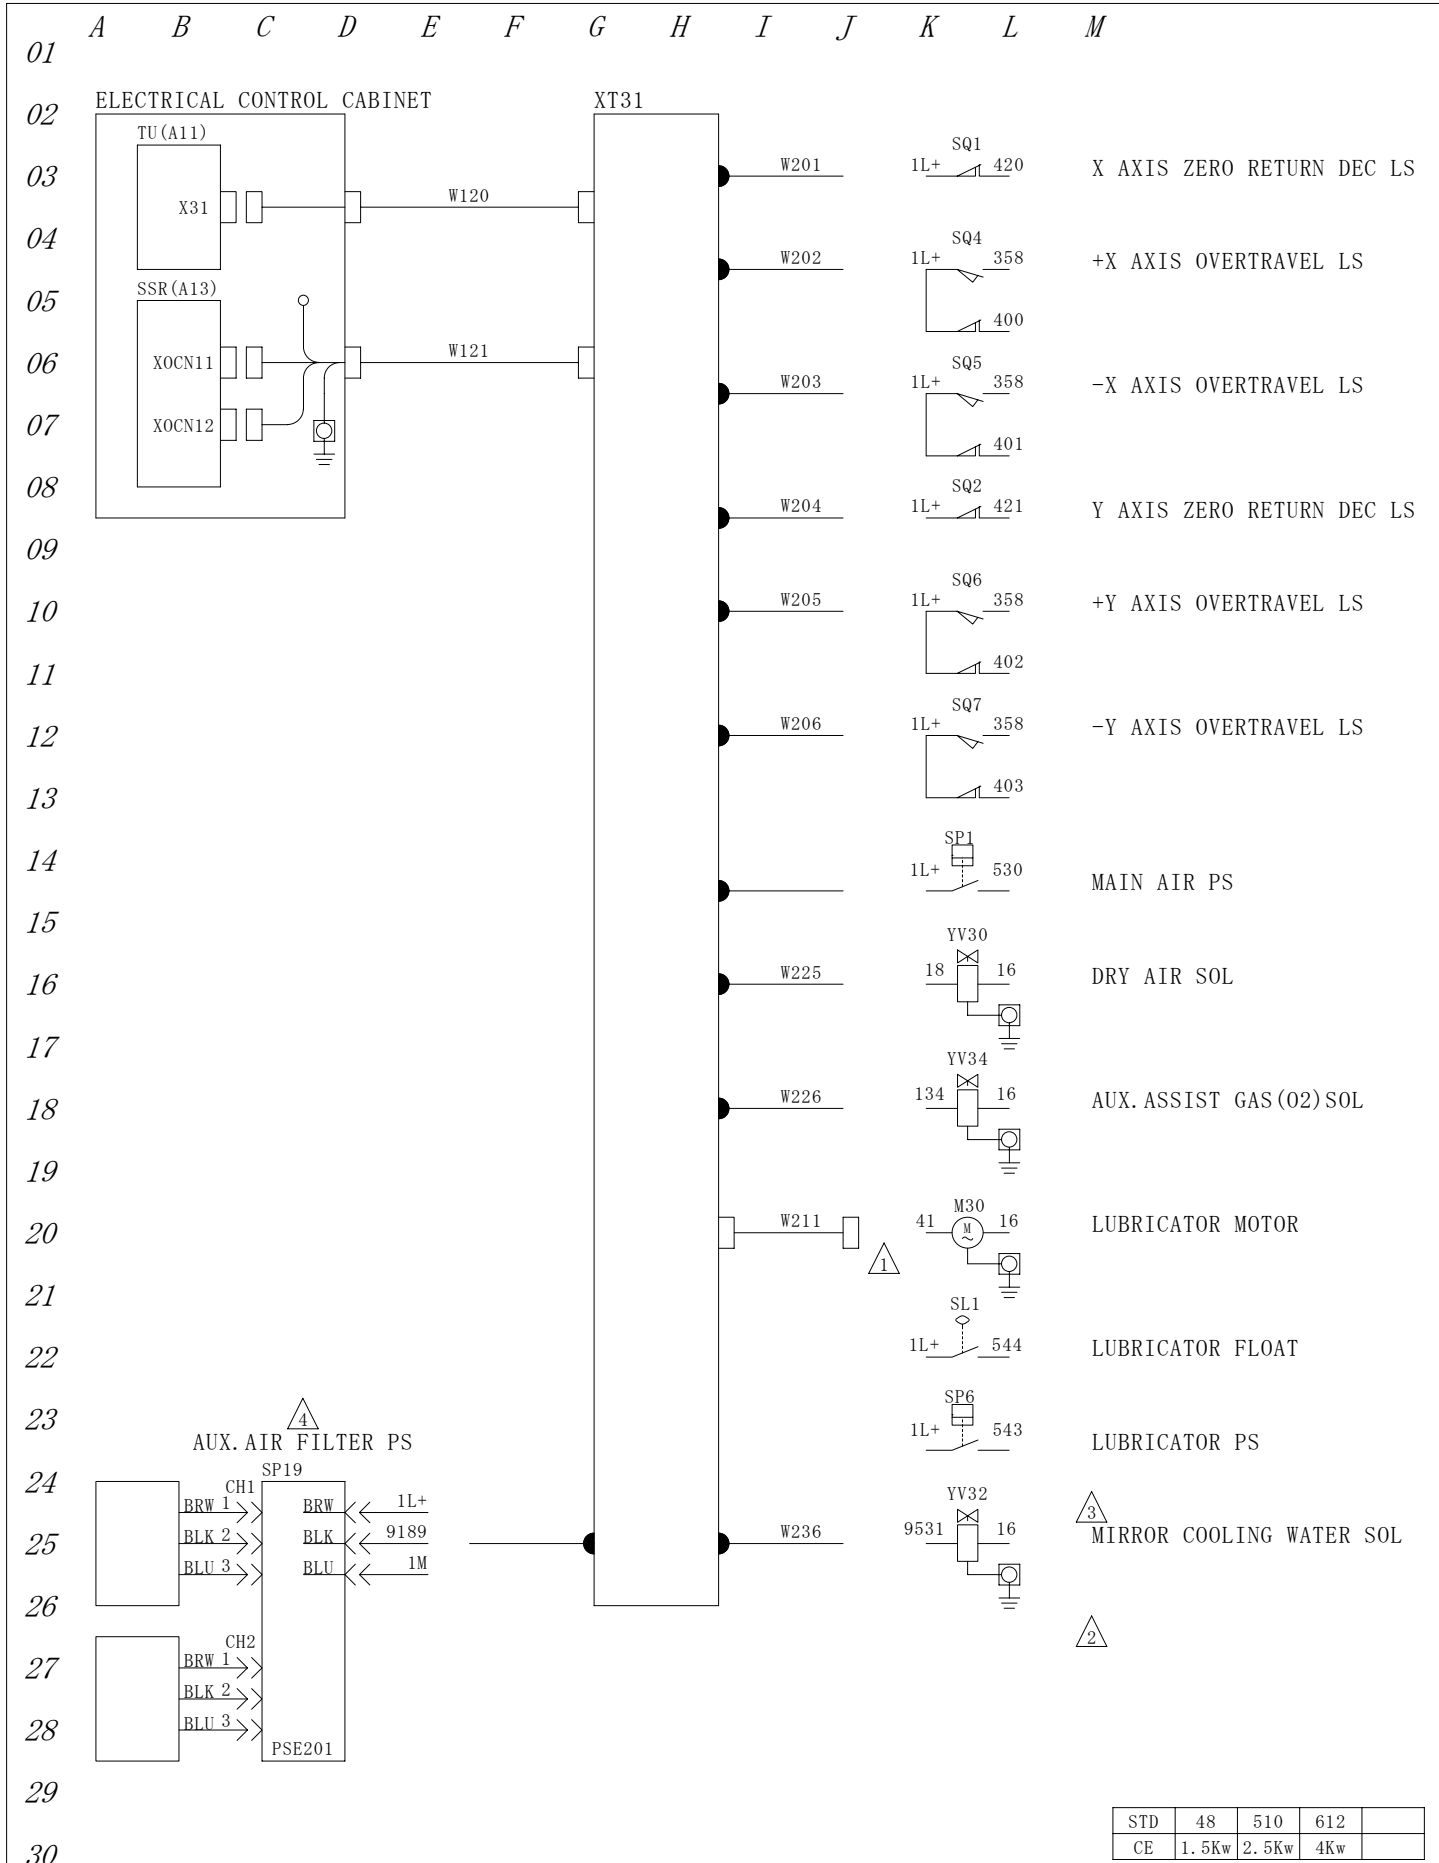 A B C D E F G H I J K L M
01
02 ELECTRICAL CONTROL CABINET XT31
TU(A11)
SQ1
03 W201 1L+ 420 X AXIS ZERO RETURN DEC LS
X31 W120
04 SQ4
W202 1L+ 358 +X AXIS OVERTRAVEL LS
SSR(A13)
05 400
06 XOCN11 W121 SQ5
W203 1L+ 358 -X AXIS OVERTRAVEL LS
07 XOCN12
401
08 SQ2
W204 1L+ 421 Y AXIS ZERO RETURN DEC LS
09
SQ6
10 W205 1L+ 358 +Y AXIS OVERTRAVEL LS
11 402
SQ7
12 W206 1L+ 358 -Y AXIS OVERTRAVEL LS
13 403
SP1
14 1L+ 530 MAIN AIR PS
15
YV30
16 W225 18 16 DRY AIR SOL
17
YV34
18 W226 134 16 AUX.ASSIST GAS(O2)SOL
19
M30
20 W211 41 M ~ 16 LUBRICATOR MOTOR
1
21
SL1
22 1L+ 544 LUBRICATOR FLOAT
SP6
23 4
1L+ 543 LUBRICATOR PS
AUX.AIR FILTER PS
SP19
24 CH1 YV32
BRW 1 BRW 1L+ 3
25 BLK 2 BLK 9189 W236 9531 16 MIRROR COOLING WATER SOL
BLU 3 BLU 1M
26
2
CH2
27 BRW 1
BLK 2
28 BLU 3
PSE201
29
STD 48 510 612
30 CE 1.5Kw 2.5Kw 4Kw